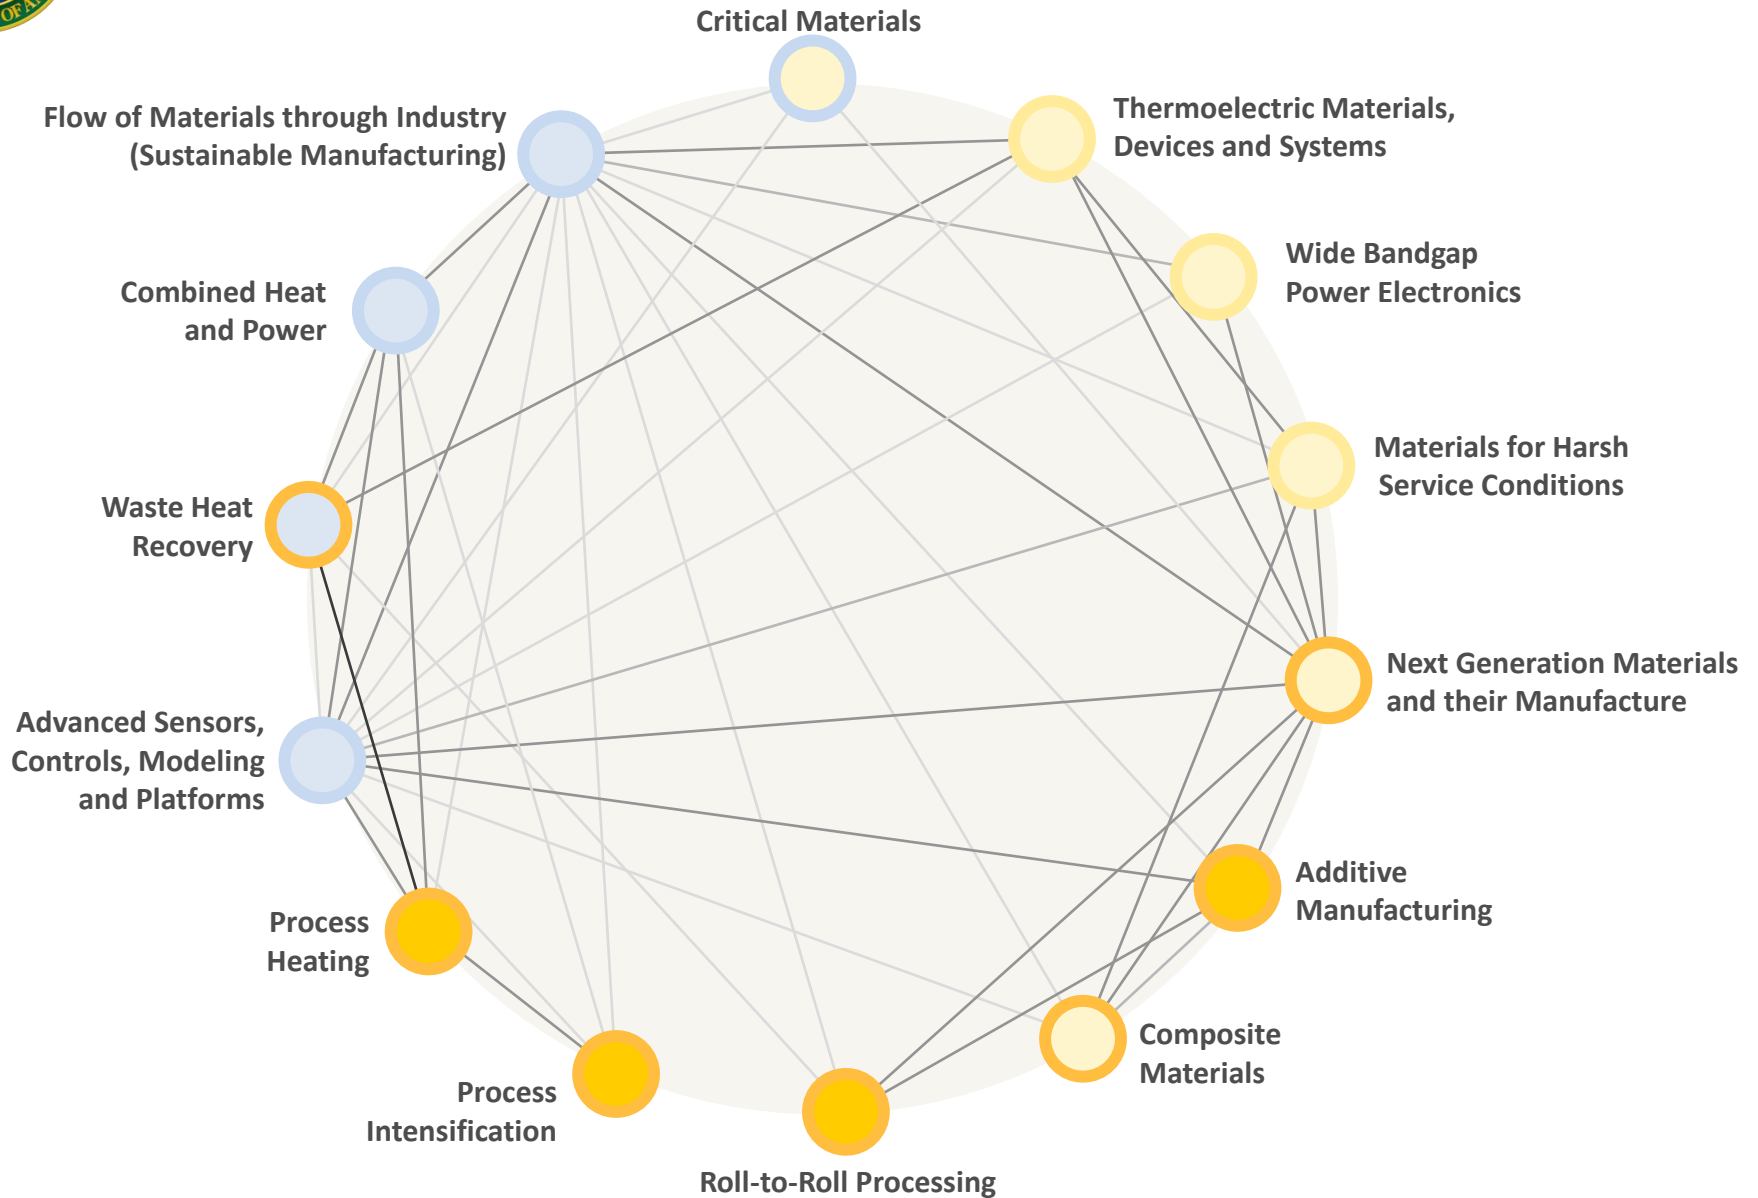 OF AM
Critical Materials
Flow of Materials through Industry
(Sustainable Manufacturing)
Thermoelectric Materials,
Devices and Systems
Combined Heat
and Power
Wide Bandgap
Power Electronics
Waste Heat
Recovery
Materials for Harsh
Service Conditions
Advanced Sensors,
Controls, Modeling
and Platforms
Next Generation Materials
and their Manufacture
Process
Heating
Additive
Manufacturing
Process
Intensification
Composite
Materials
Roll-to-Roll Processing